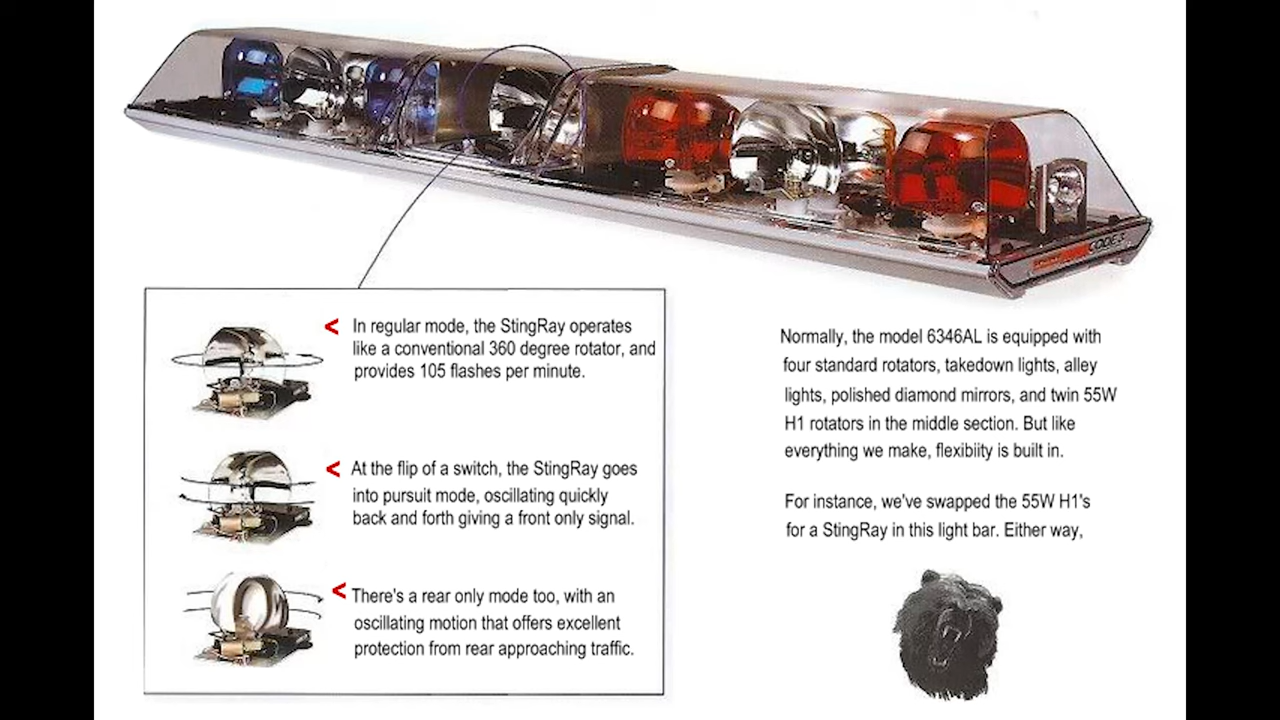 CODE 3
< In regular mode, the StingRay operates
like a conventional 360 degree rotator, and
provides 105 flashes per minute.
< At the flip of a switch, the StingRay goes
into pursuit mode, oscillating quickly
back and forth giving a front only signal.
< There's a rear only mode too, with an
oscillating motion that offers excellent
protection from rear approaching traffic.
Normally, the model 6346AL is equipped with
four standard rotators, takedown lights, alley
lights, polished diamond mirrors, and twin 55W
H1 rotators in the middle section. But like
everything we make, flexibiity is built in.
For instance, we've swapped the 55W H1's
for a StingRay in this light bar. Either way,